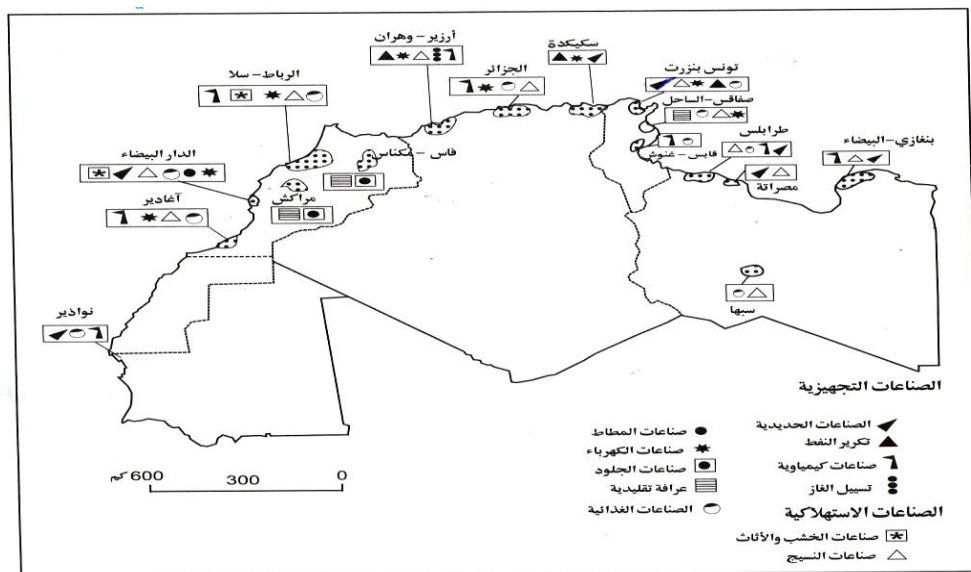 أرزير - وهران
سكيكدة
الجزائر
تونس بنزرت
الرباط - سلا
صفاقس - الساحل
طرابلس
بنغازي - البيضاء
فاس - مكناس
قابس - غنوش
الدار البيضاء
مصراتة
مراكش
آغادير
سبها
نواذير
الصناعات التجهيزية
الصناعات الحديدية
تكرير النفط
صناعات كيمياوية
تسييل الغاز
صناعات المطاط
صناعات الكهرباء
صناعات الجلود
عرافة تقليدية
الصناعات الغذائية
الصناعات الاستهلاكية
صناعات الخشب والأثاث
صناعات النسيج
0 300 600 كم